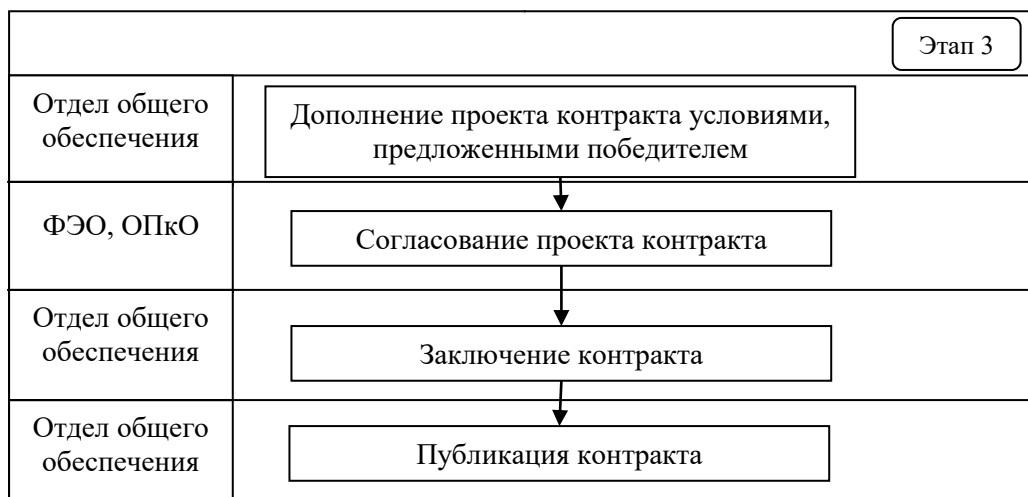 Этап 3
Отдел общего
обеспечения
Дополнение проекта контракта условиями,
предложенными победителем
ФЭО, ОПкО
Согласование проекта контракта
Отдел общего
обеспечения
Заключение контракта
Отдел общего
обеспечения
Публикация контракта